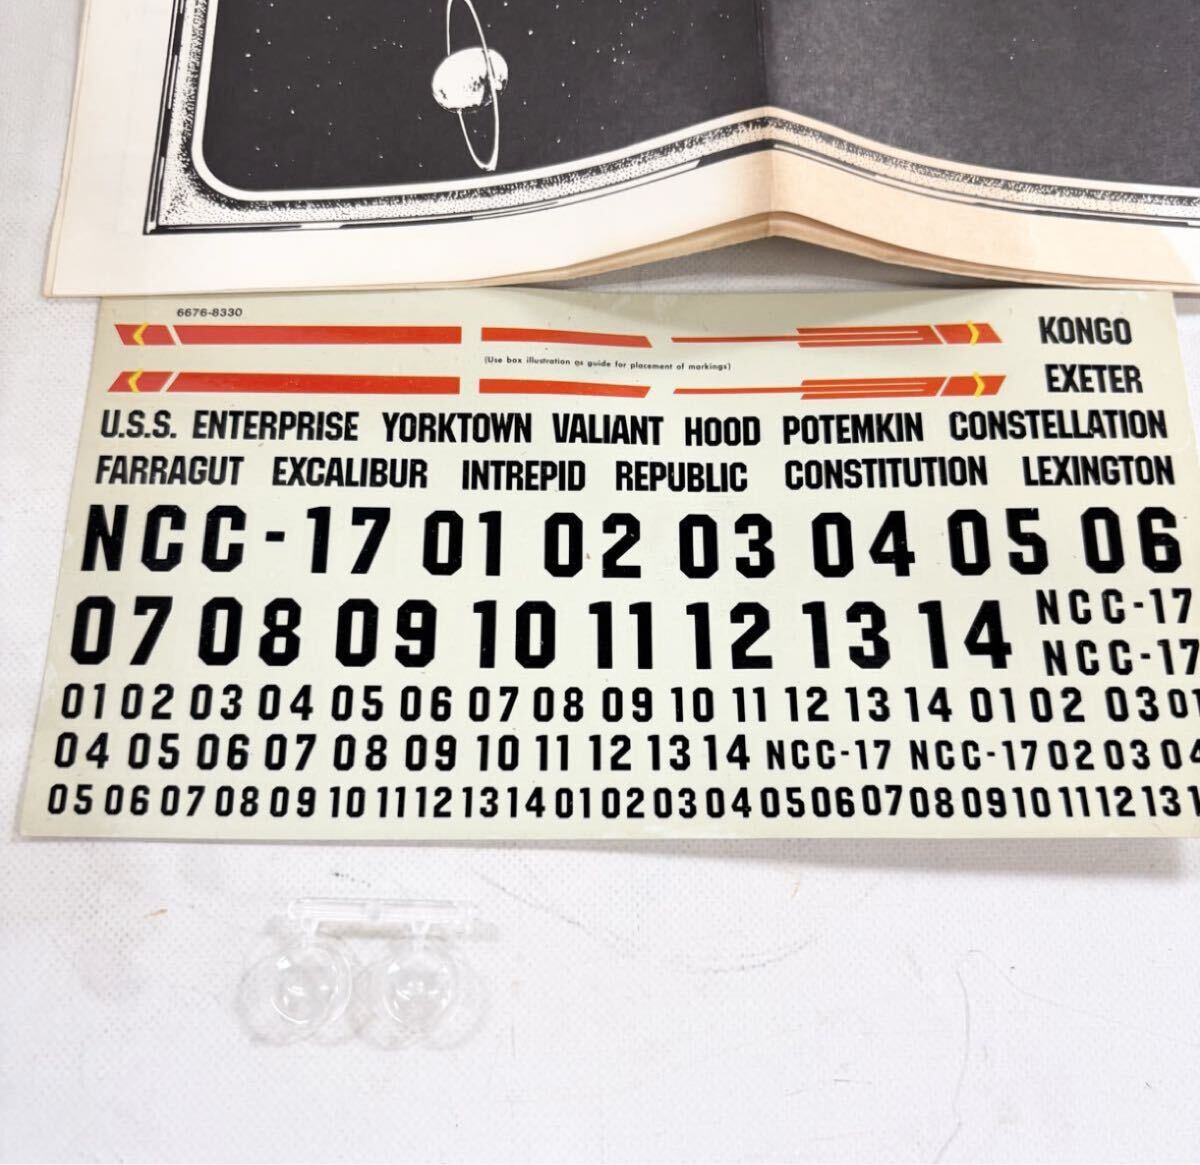 6676-8330
KONGO
(Use box illustration as guide for placement of markings)
EXETER
U.S.S. ENTERPRISE YORKTOWN VALIANT HOOD POTEMKIN CONSTELLATION
FARRAGUT EXCALIBUR INTREPID REPUBLIC CONSTITUTION LEXINGTON
NCC-17 01 02 03 04 05 06
07 08 09 10 11 12 13 14 NCC-17
NCC-17
01 02 03 04 05 06 07 08 09 10 11 12 13 14 01 02 03 01
04 05 06 07 08 09 10 11 12 13 14 NCC-17 NCC-17 02 03 04
05 06 07 08 09 10 11 12 13 14 01 02 03 04 05 06 07 08 09 10 11 12 13 1